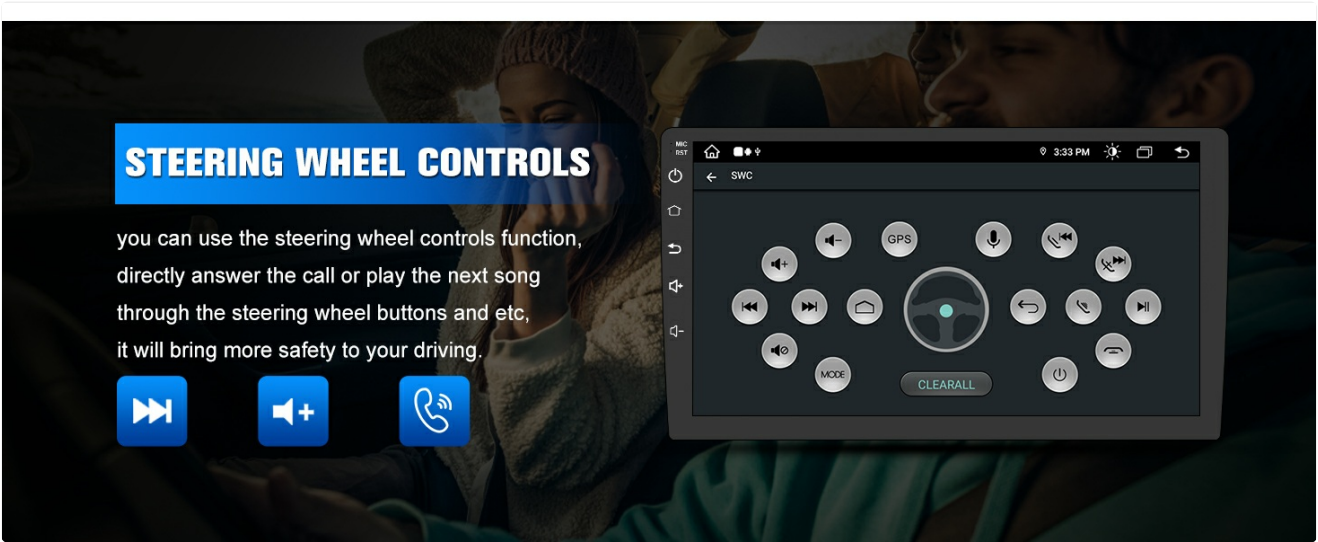 STEERING WHEEL CONTROLS
you can use the steering wheel controls function,
directly answer the call or play the next song
through the steering wheel buttons and etc,
it will bring more safety to your driving.
MIC
RST
3:33 PM
SWC
GPS
MODE
CLEARALL